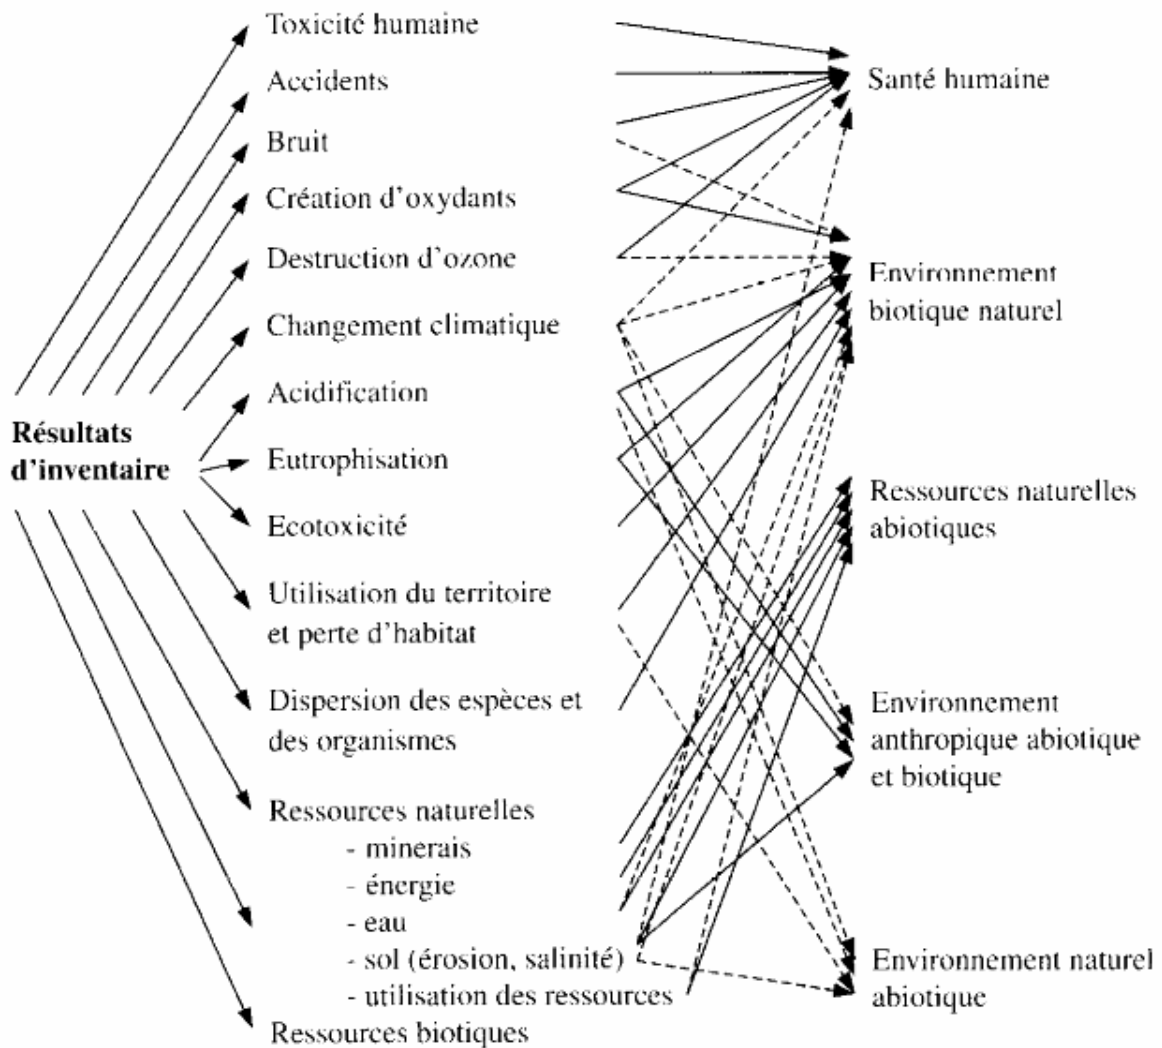 Toxicité humaine
Accidents
Bruit
Création d'oxydants
Destruction d'ozone
Changement climatique
Acidification
Eutrophisation
Ecotoxicité
Utilisation du territoire
et perte d'habitat
Dispersion des espèces et
des organismes
Ressources naturelles
- minerais
- énergie
- eau
- sol (érosion, salinité)
- utilisation des ressources
Ressources biotiques
Résultats
d'inventaire
Santé humaine
Environnement
biotique naturel
Ressources naturelles
abiotiques
Environnement
anthropique abiotique
et biotique
Environnement naturel
abiotique